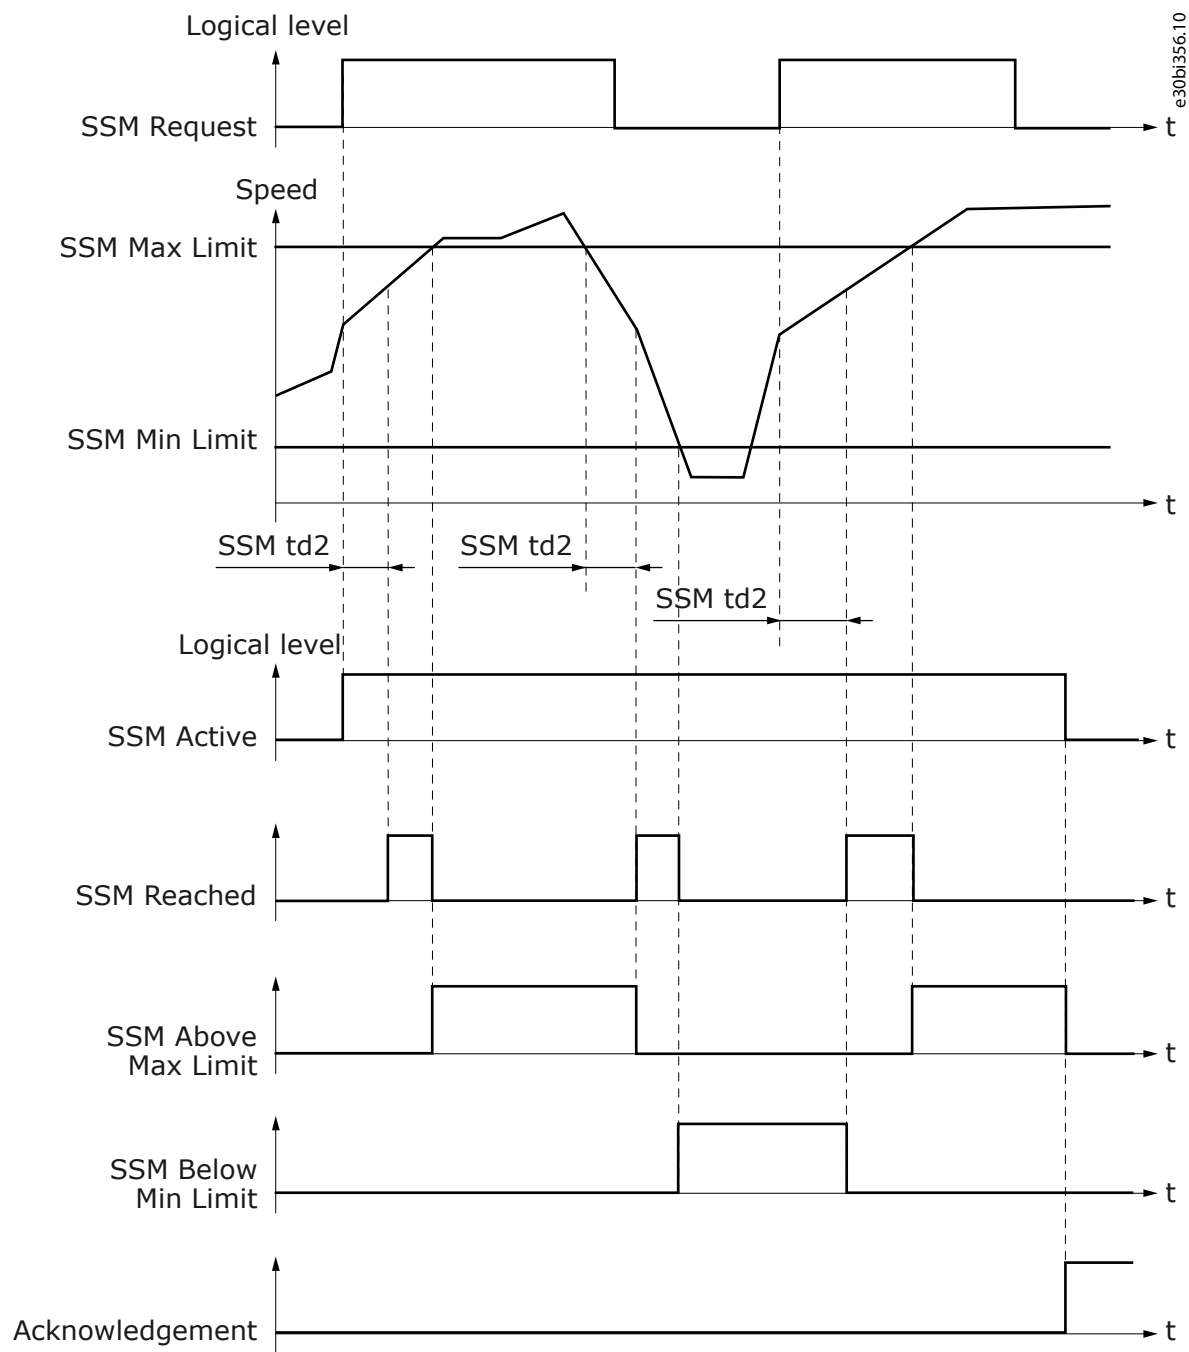 Logical level
e30bi356.10
SSM Request
t
Speed
SSM Max Limit
SSM Min Limit
t
SSM td2
SSM td2
SSM td2
Logical level
SSM Active
t
SSM Reached
t
SSM Above
Max Limit
t
SSM Below
Min Limit
t
Acknowledgement
t